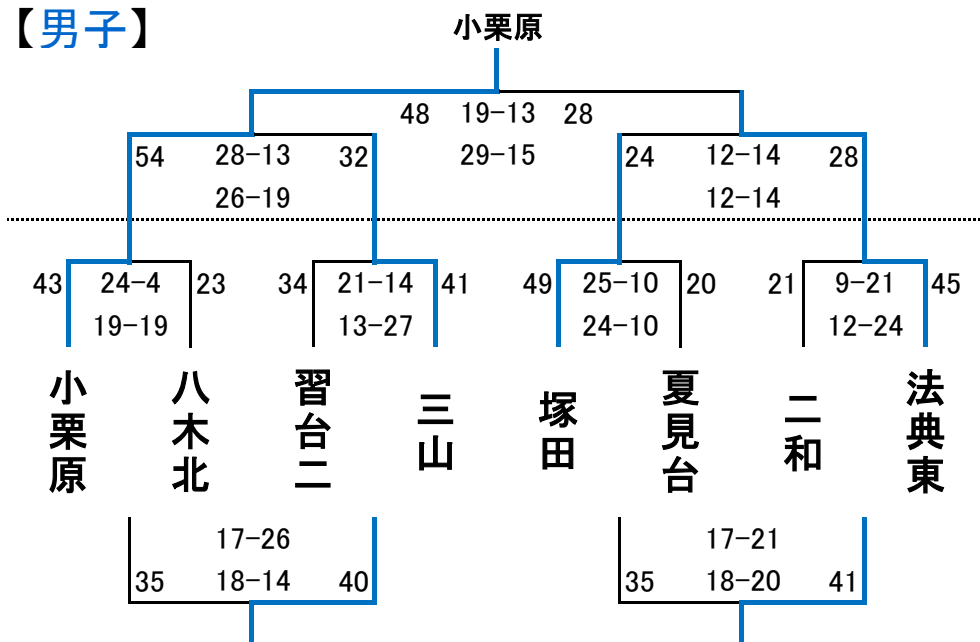 【男子】
小栗原
48 19-13 28
29-15
54 28-13 32
26-19
24 12-14 28
12-14
43 24-4 23
19-19
34 21-14 41
13-27
49 25-10 20
24-10
21 9-21 45
12-24
小栗原
八木北
習台二
三山
塚田
夏見台
二和
法典東
17-26
35 18-14 40
17-21
35 18-20 41